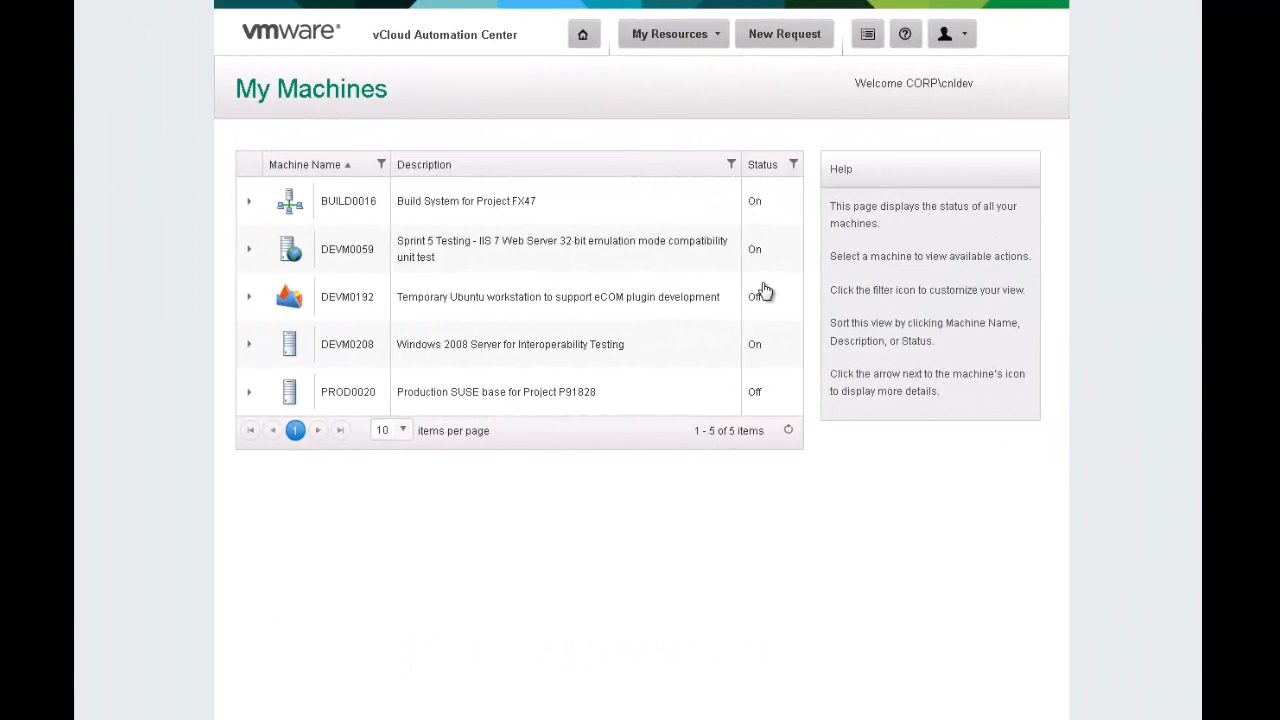 vmware®
vCloud Automation Center
My Resources
New Request
My Machines
Welcome CORP\cnldev
Machine Name
Description
Status
BUILD0016
Build System for Project FX47
On
DEVM0059
Sprint 5 Testing - IIS 7 Web Server 32 bit emulation mode compatibility
unit test
On
DEVM0192
Temporary Ubuntu workstation to support eCOM plugin development
DEVM0208
Windows 2008 Server for Interoperability Testing
On
PROD0020
Production SUSE base for Project P91828
Off
1
10
items per page
1 - 5 of 5 items
Help
This page displays the status of all your
machines.
Select a machine to view available actions.
Click the filter icon to customize your view.
Sort this view by clicking Machine Name,
Description, or Status.
Click the arrow next to the machine's icon
to display more details.